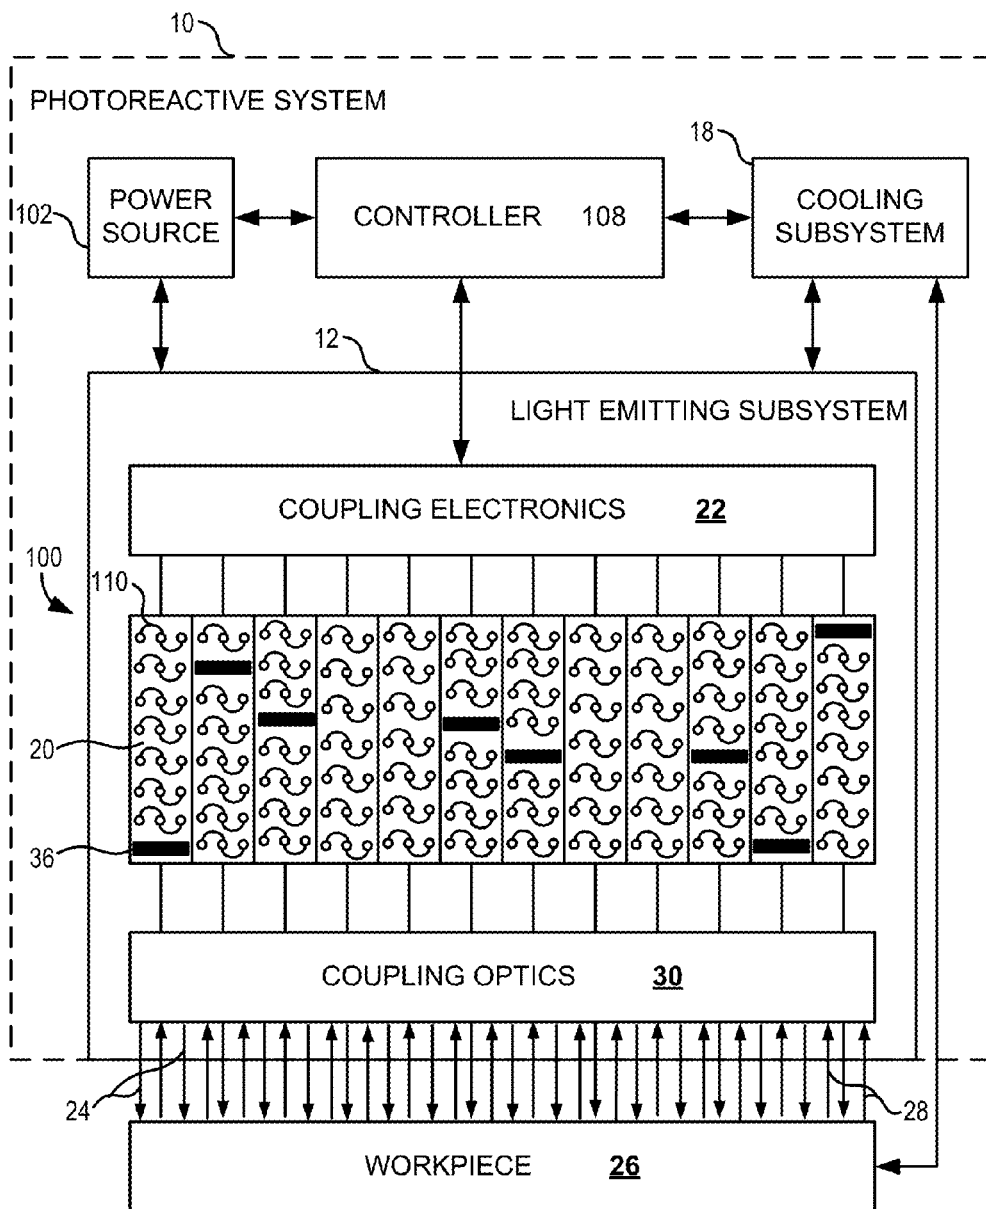 10
PHOTOREACTIVE SYSTEM
18
102
POWER
SOURCE
CONTROLLER 108
COOLING
SUBSYSTEM
12
LIGHT EMITTING SUBSYSTEM
COUPLING ELECTRONICS 22
100
110
20
36
COUPLING OPTICS 30
24
28
WORKPIECE 26